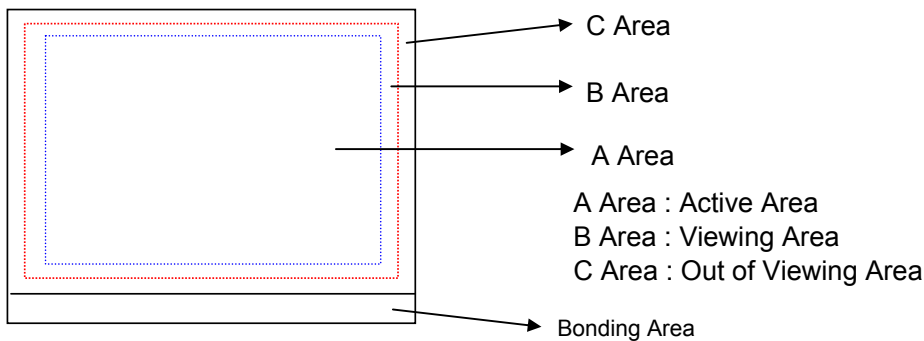 C Area
B Area
A Area
A Area : Active Area
B Area : Viewing Area
C Area : Out of Viewing Area
Bonding Area